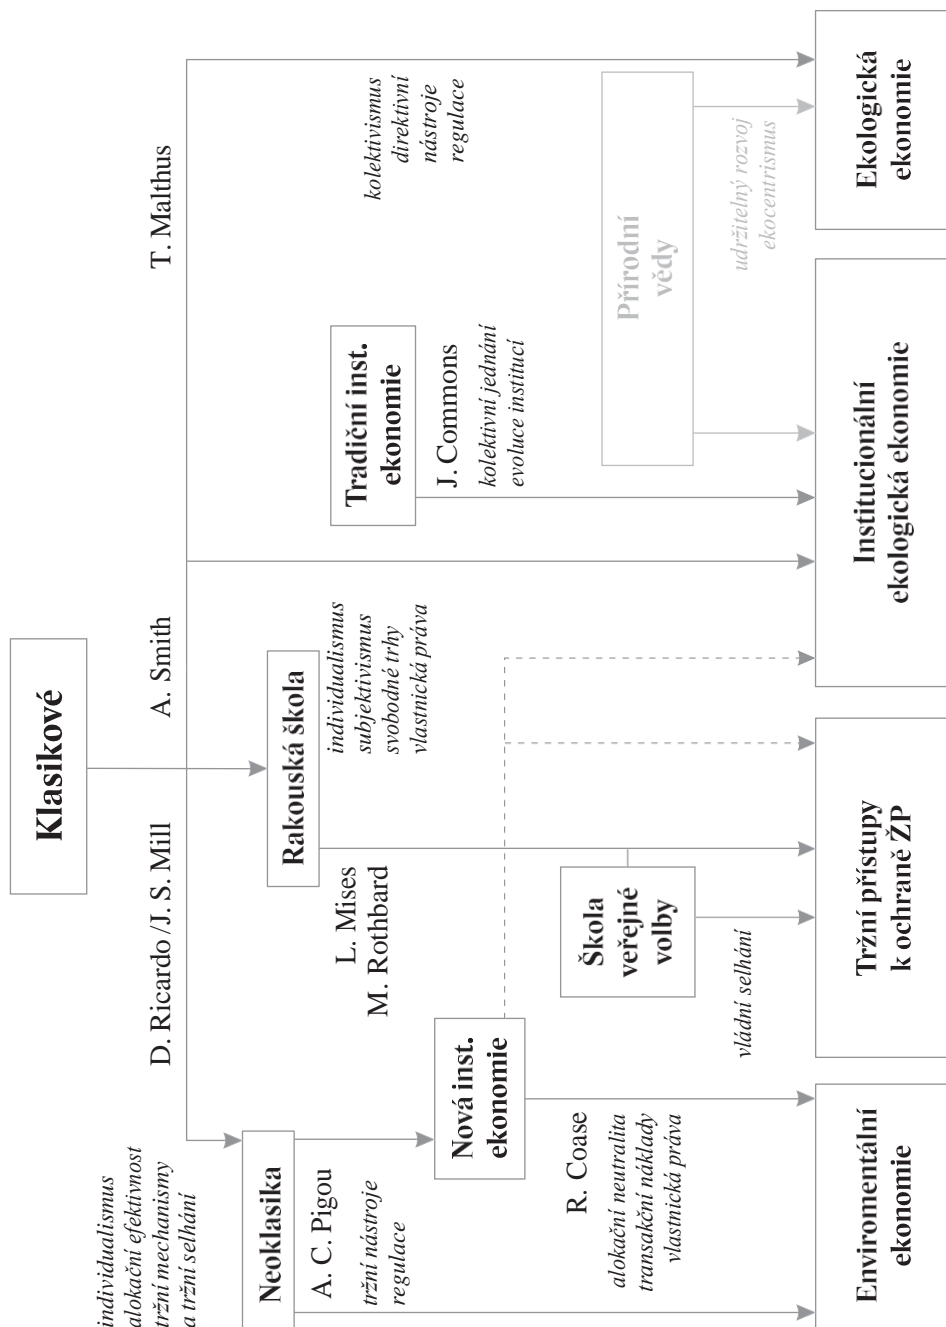 Klasikové
D. Ricardo /J. S. Mill
A. Smith
T. Malthus
individualismus
alokační efektivnost
tržní mechanismy
a tržní selhání
Neoklasika
A. C. Pigou
tržní nástroje
regulace
Rakouská škola
individualismus
subjektivismus
svobodné trhy
vlastnická práva
L. Mises
M. Rothbard
Tradiční inst.
ekonomie
J. Commons
kolektivní jednání
evoluce institucí
kolektivismus
direktivní
nástroje
regulace
Nová inst.
ekonomie
R. Coase
alokační neutralita
transakční náklady
vlastnická práva
Škola
veřejné
volby
vládní selhání
Přírodní
vědy
udržitelný rozvoj
ekocentrismus
Enviromentální
ekonomie
Tržní přístupy
k ochraně ŽP
Institucionální
ekologická ekonomie
Ekologická
ekonomie